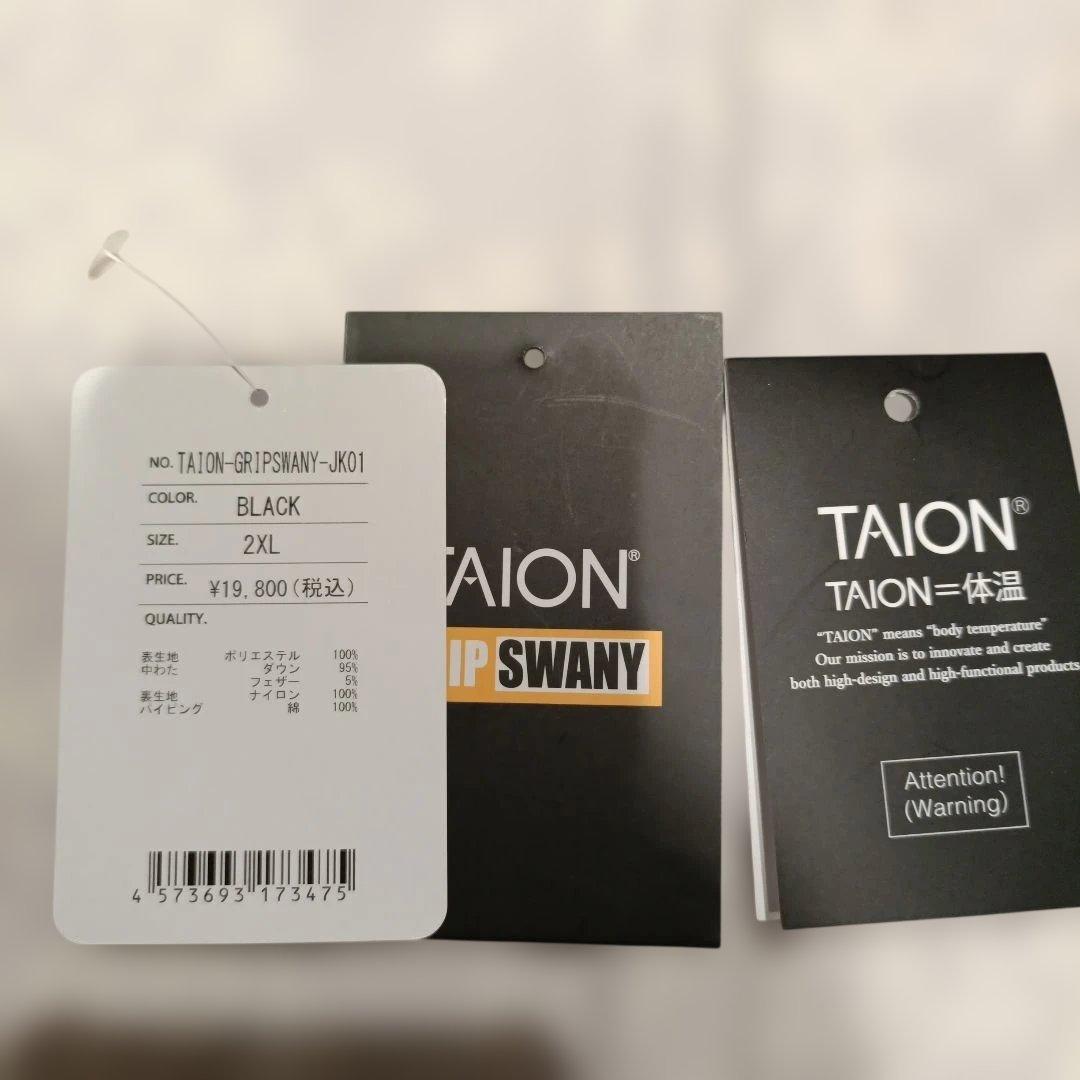 NO. TAION-GRIPSWANY-JK01
COLOR. BLACK
SIZE. 2XL
PRICE. ¥19,800(税込)
QUALITY.
表生地 ポリエステル 100%
中わた ダウン 95%
フェザー 5%
裏生地 ナイロン 100%
パイピング 綿 100%
4 573693 173475
TAION®
IP SWANY
TAION®
TAION=体温
“TAION” means “body temperature”
Our mission is to innovate and create
both high-design and high-functional products
Attention!
(Warning)